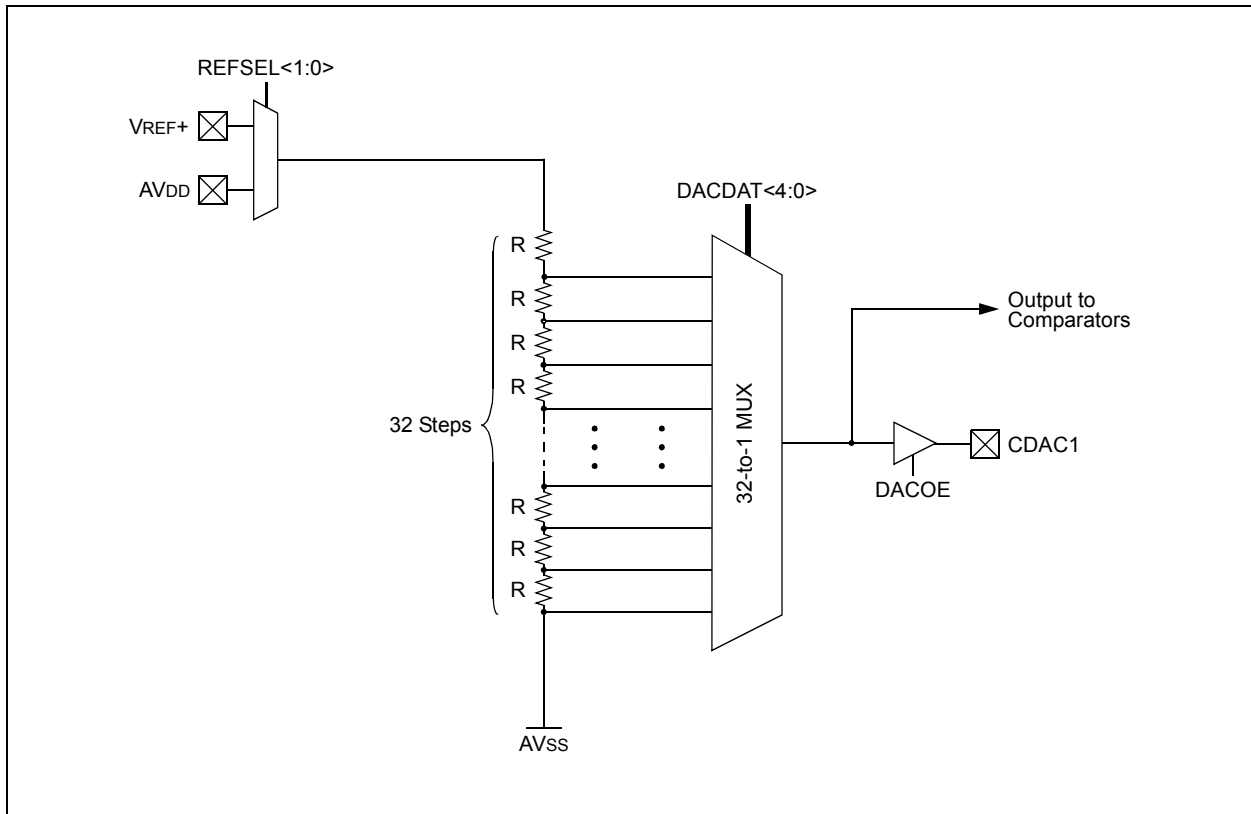 REFSEL<1:0>
VREF+
AVDD
DACDAT<4:0>
R
R
R
R
32 Steps
R
R
R
32-to-1 MUX
Output to
Comparators
CDAC1
DACOE
AVSS